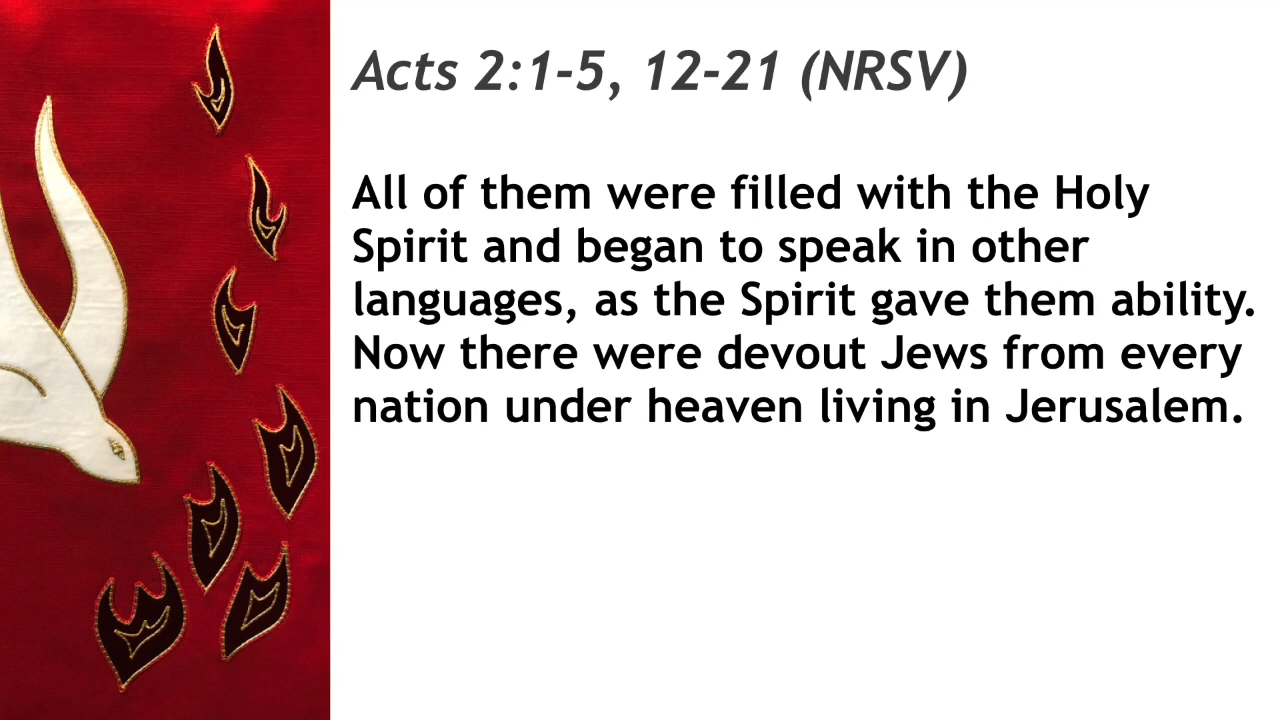 Acts 2:1-5, 12-21 (NRSV)
All of them were filled with the Holy
Spirit and began to speak in other
languages, as the Spirit gave them ability.
Now there were devout Jews from every
nation under heaven living in Jerusalem.